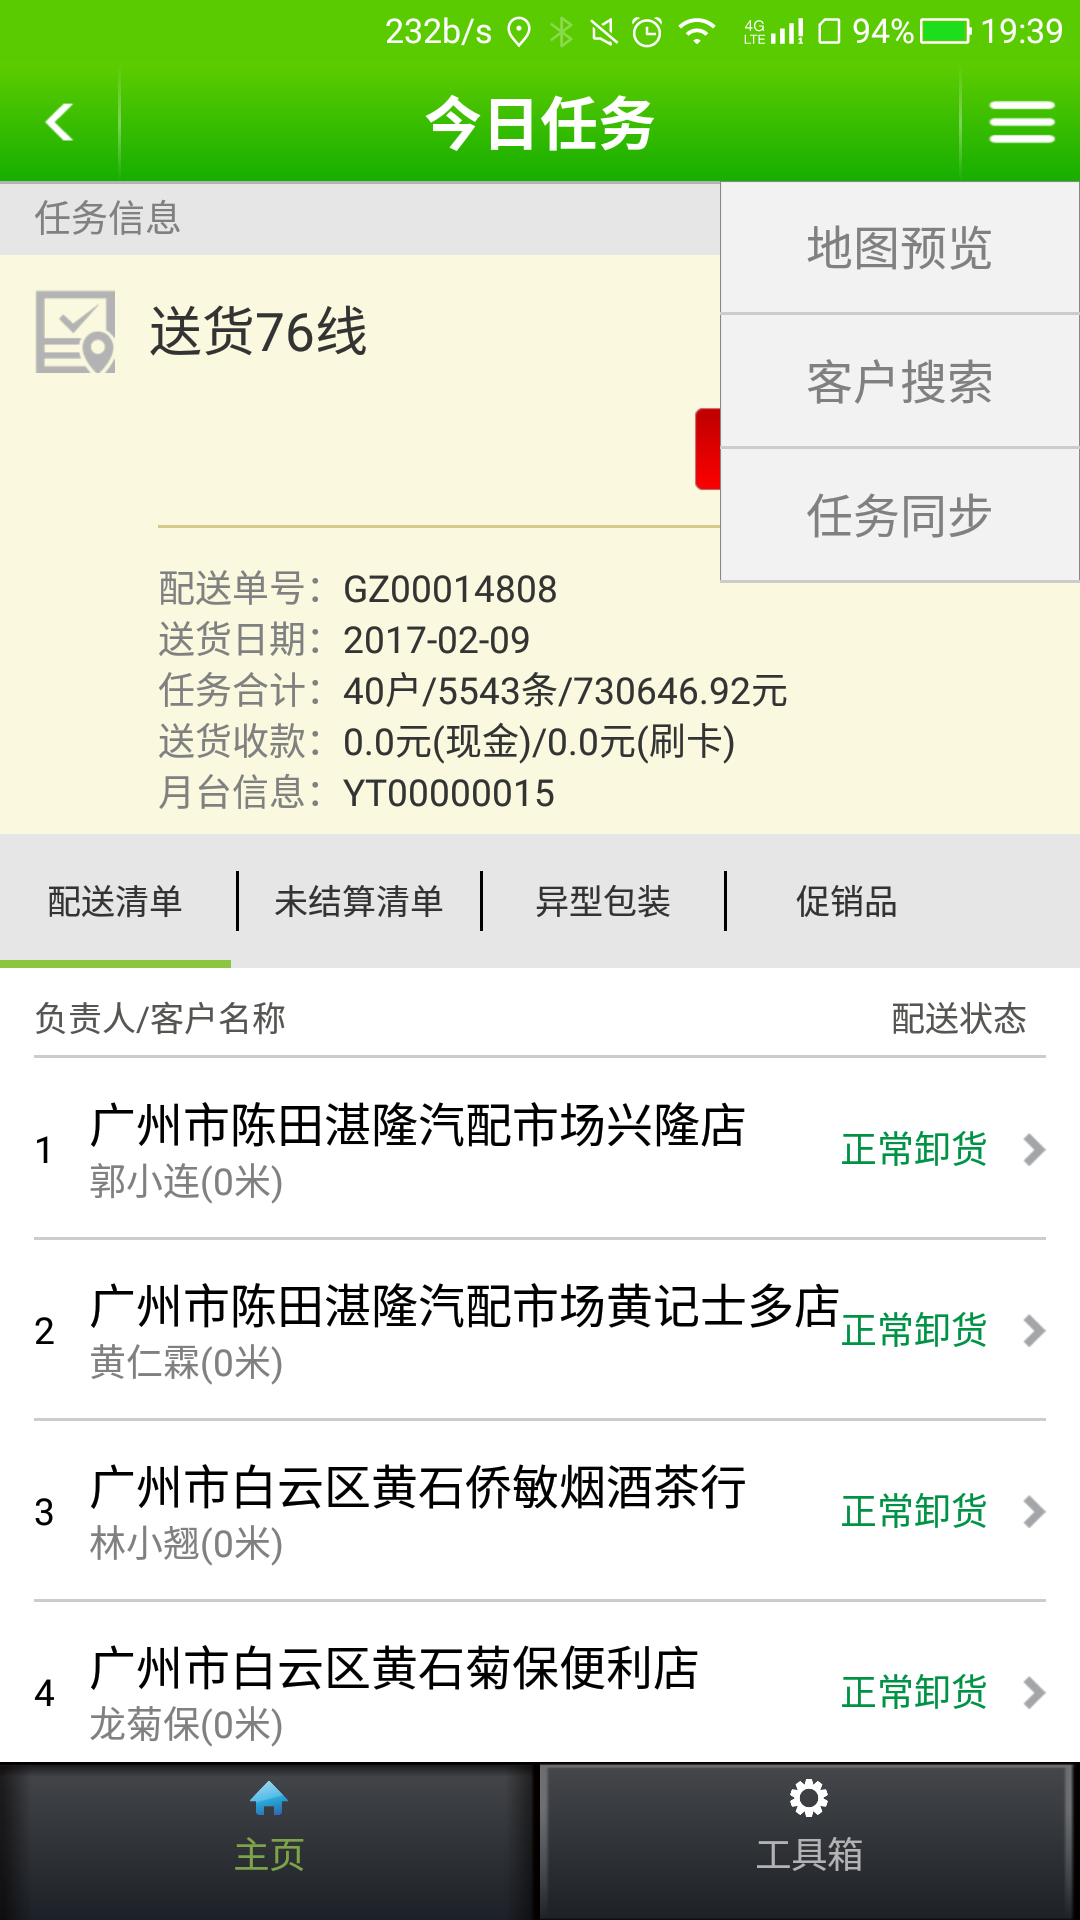 232b/s 4G LTE 94% 19:39
今日任务
任务信息
地图预览
送货76线
客户搜索
任务同步
配送单号：GZ00014808
送货日期：2017-02-09
任务合计：40户/5543条/730646.92元
送货收款：0.0元(现金)/0.0元(刷卡)
月台信息：YT00000015
配送清单 未结算清单 异型包装 促销品
负责人/客户名称 配送状态
1 广州市陈田湛隆汽配市场兴隆店 正常卸货
郭小连(0米)
2 广州市陈田湛隆汽配市场黄记士多店 正常卸货
黄仁霖(0米)
3 广州市白云区黄石侨敏烟酒茶行 正常卸货
林小翘(0米)
4 广州市白云区黄石菊保便利店 正常卸货
龙菊保(0米)
主页 工具箱